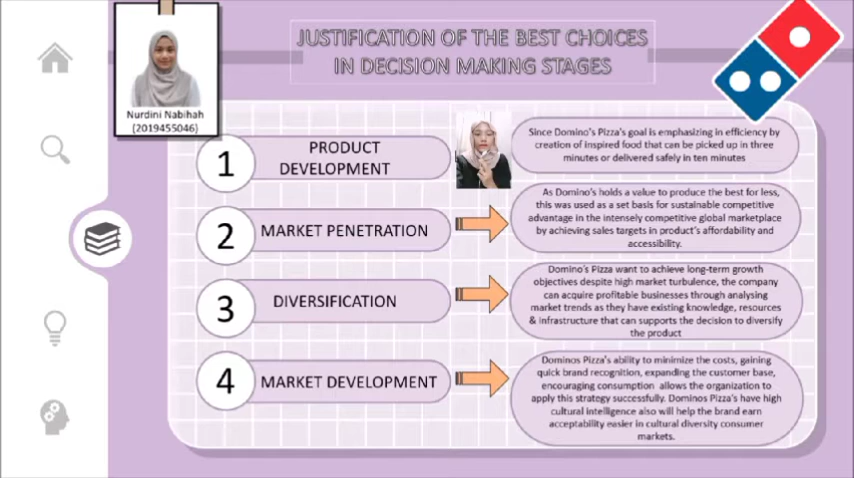 JUSTIFICATION OF THE BEST CHOICES
IN DECISION MAKING STAGES
Nurdini Nabihah
(2019455046)
1
PRODUCT
DEVELOPMENT
Since Domino's Pizza's goal is emphasizing in efficiency by
creation of inspired food that can be picked up in three
minutes or delivered safely in ten minutes
2
MARKET PENETRATION
As Domino's holds a value to produce the best for less,
this was used as a set basis for sustainable competitive
advantage in the intensely competitive global marketplace
by achieving sales targets in product's affordability and
accessibility.
3
DIVERSIFICATION
Domino's Pizza want to achieve long-term growth
objectives despite high market turbulence, the company
can acquire profitable businesses through analysing
market trends as they have existing knowledge, resources
& infrastructure that can supports the decision to diversify
the product
4
MARKET DEVELOPMENT
Dominos Pizza's ability to minimize the costs, gaining
quick brand recognition, expanding the customer base,
encouraging consumption allows the organization to
apply this strategy successfully. Dominos Pizza's have high
cultural intelligence also will help the brand earn
acceptability easier in cultural diversity consumer
markets.